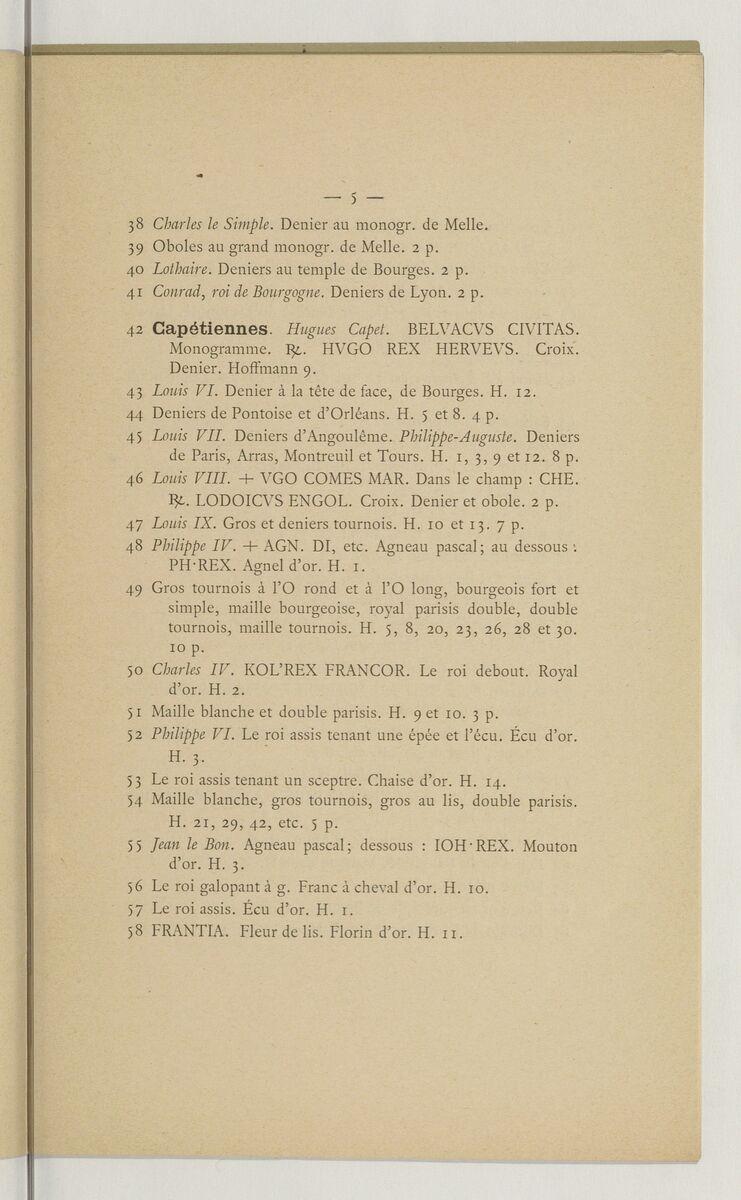 — 5 —
38 Charles le Simple. Denier au monogr. de Melle.
39 Oboles au grand monogr. de Melle. 2 p.
40 Lothaire. Deniers au temple de Bourges. 2 p.
41 Conrad, roi de Bourgogne. Deniers de Lyon. 2 p.
42 Capétiennes. Hugues Capet. BELVACVS CIVITAS.
Monogramme. ℞. HVGO REX HERVEVS. Croix.
Denier. Hoffmann 9.
43 Louis VI. Denier à la tête de face, de Bourges. H. 12.
44 Deniers de Pontoise et d'Orléans. H. 5 et 8. 4 p.
45 Louis VII. Deniers d'Angoulême. Philippe-Auguste. Deniers
de Paris, Arras, Montreuil et Tours. H. 1, 3, 9 et 12. 8 p.
46 Louis VIII. + VGO COMES MAR. Dans le champ : CHE.
℞. LODOICVS ENGOL. Croix. Denier et obole. 2 p.
47 Louis IX. Gros et deniers tournois. H. 10 et 13. 7 p.
48 Philippe IV. + AGN. DI, etc. Agneau pascal; au dessous :
PH·REX. Agnel d'or. H. 1.
49 Gros tournois à l'O rond et à l'O long, bourgeois fort et
simple, maille bourgeoise, royal parisis double, double
tournois, maille tournois. H. 5, 8, 20, 23, 26, 28 et 30.
10 p.
50 Charles IV. KOL'REX FRANCOR. Le roi debout. Royal
d'or. H. 2.
51 Maille blanche et double parisis. H. 9 et 10. 3 p.
52 Philippe VI. Le roi assis tenant une épée et l'écu. Écu d'or.
H. 3.
53 Le roi assis tenant un sceptre. Chaise d'or. H. 14.
54 Maille blanche, gros tournois, gros au lis, double parisis.
H. 21, 29, 42, etc. 5 p.
55 Jean le Bon. Agneau pascal; dessous : IOH·REX. Mouton
d'or. H. 3.
56 Le roi galopant à g. Franc à cheval d'or. H. 10.
57 Le roi assis. Écu d'or. H. 1.
58 FRANTIA. Fleur de lis. Florin d'or. H. 11.